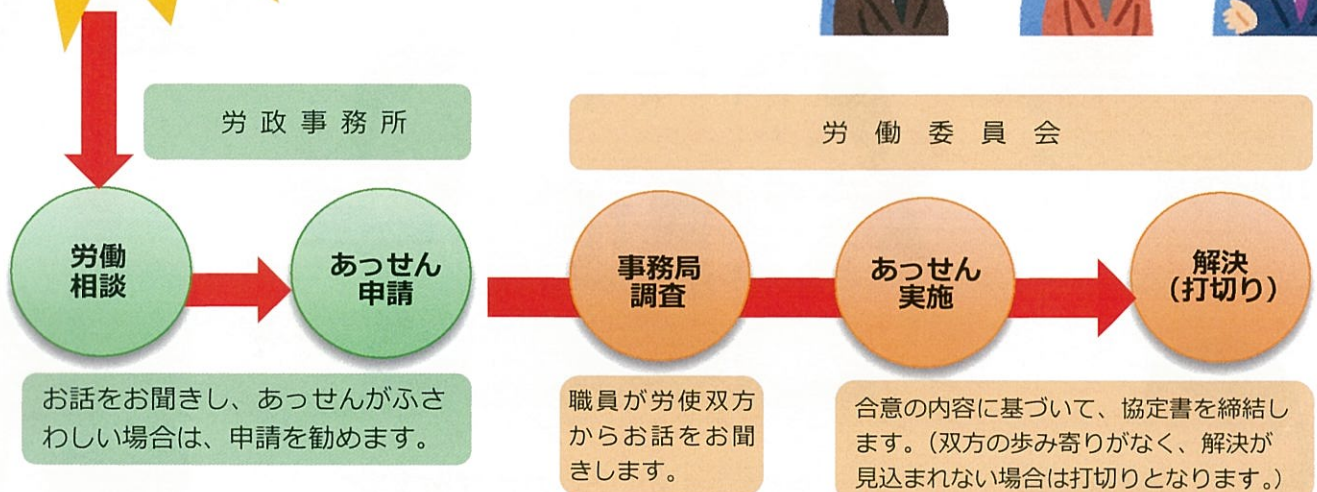 労政事務所
労働委員会
労働
相談
あっせん
申請
事務局
調査
あっせん
実施
解決
(打切り)
お話をお聞きし、あっせんがふさ
わしい場合は、申請を勧めます。
職員が労使双方
からお話をお聞
きします。
合意の内容に基づいて、協定書を締結し
ます。(双方の歩み寄りがなく、解決が
見込まれない場合は打切りとなります。)